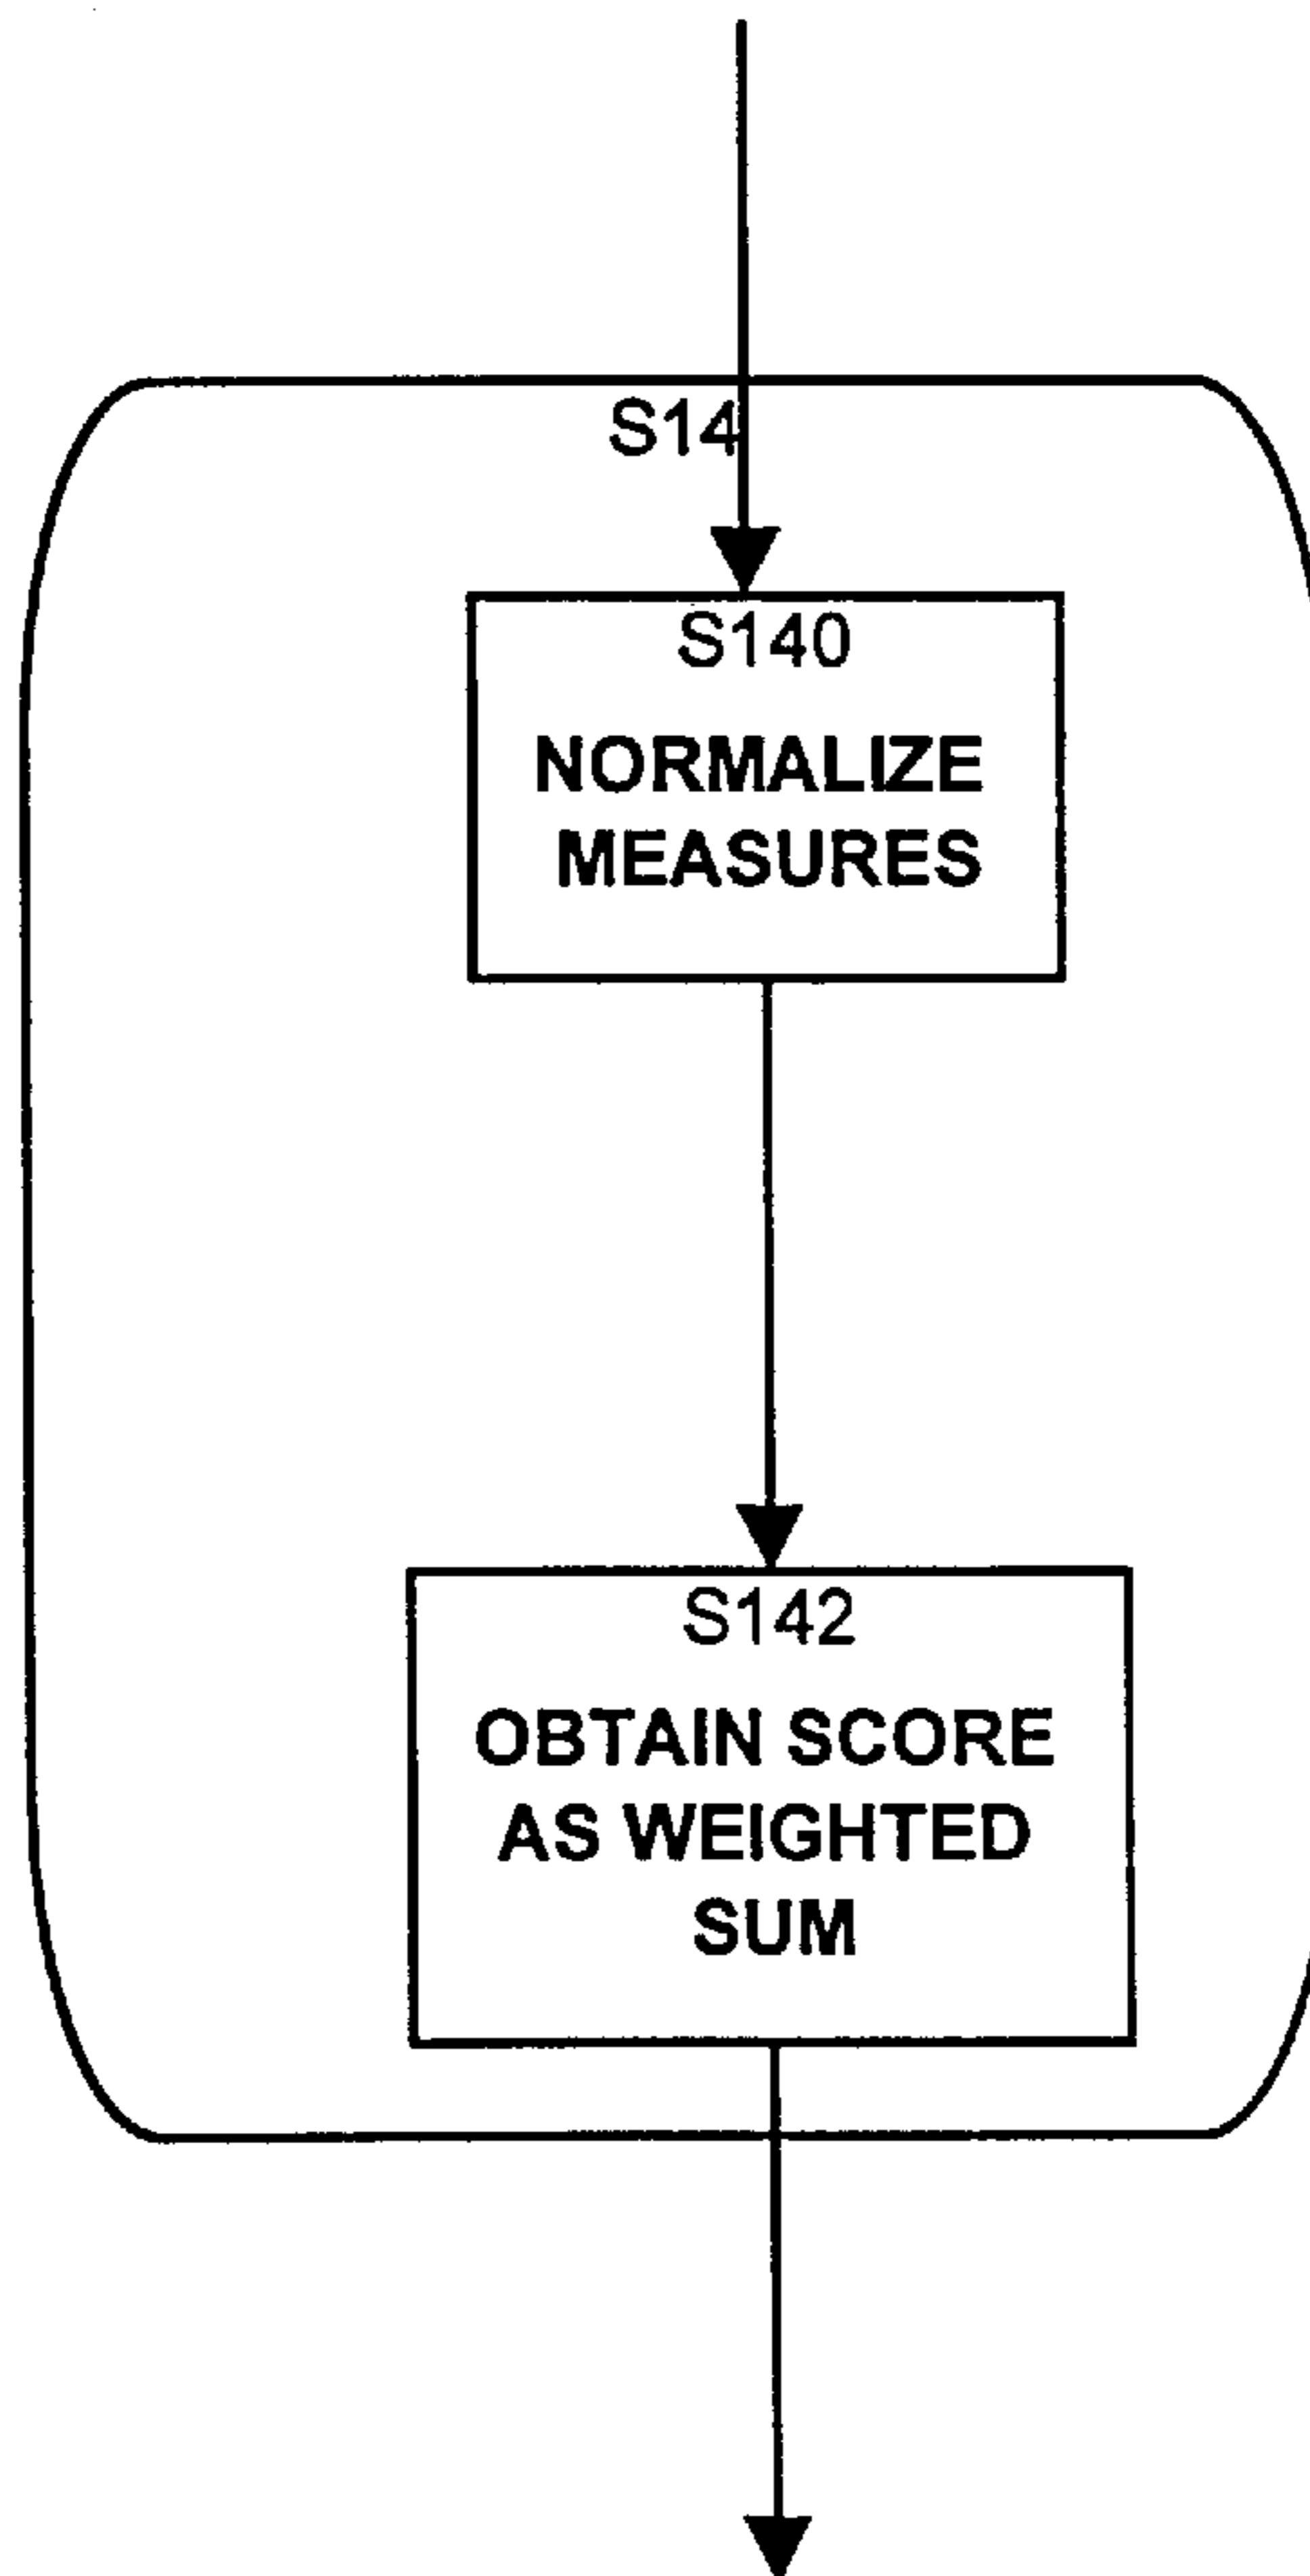 S14
S140
NORMALIZE
MEASURES
S142
OBTAIN SCORE
AS WEIGHTED
SUM